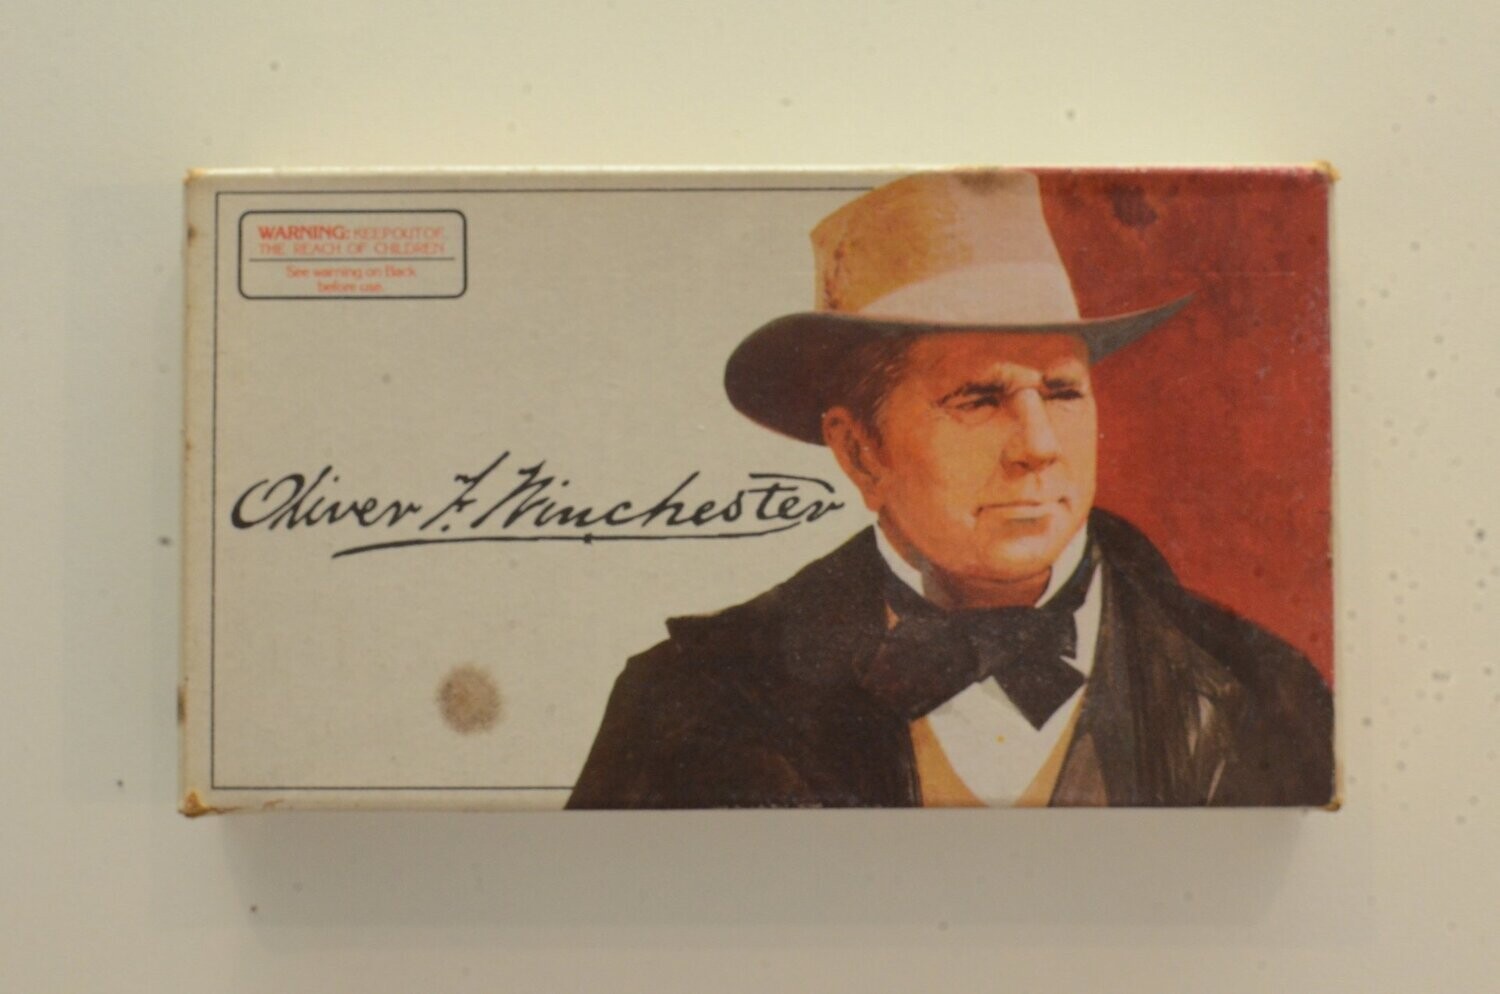 WARNING: KEEP OUT OF
THE REACH OF CHILDREN
See warning on Back
before use.
Oliver F. Winchester